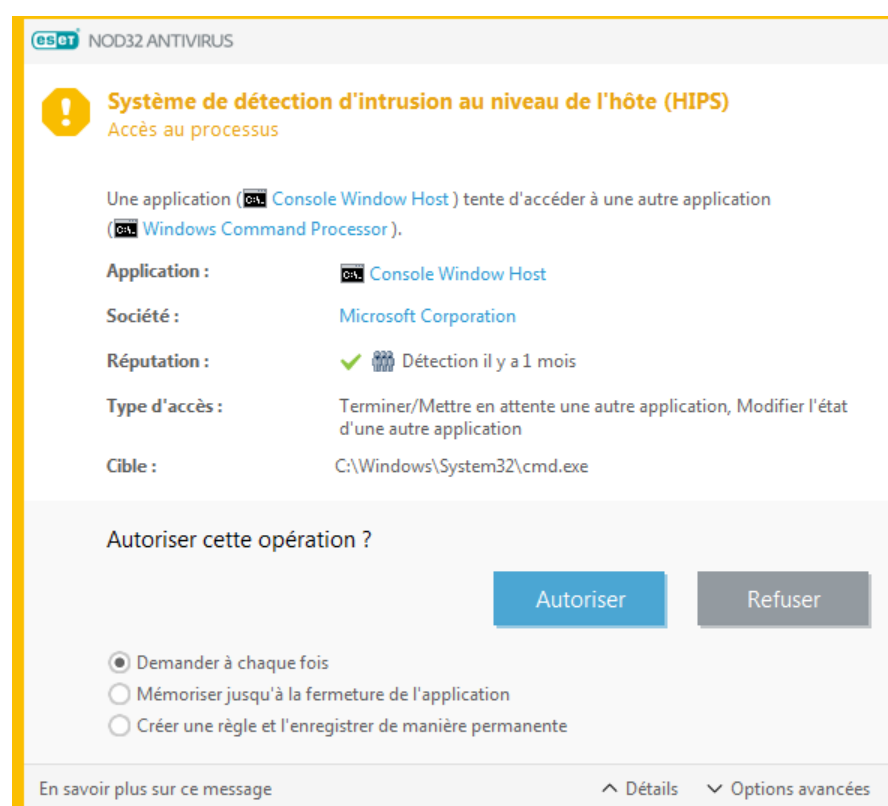 eset NOD32 ANTIVIRUS
Système de détection d'intrusion au niveau de l'hôte (HIPS)
Accès au processus
Une application ( Console Window Host ) tente d'accéder à une autre application
( Windows Command Processor ).
Application : Console Window Host
Société : Microsoft Corporation
Réputation : Détection il y a 1 mois
Type d'accès : Terminer/Mettre en attente une autre application, Modifier l'état
d'une autre application
Cible : C:\Windows\System32\cmd.exe
Autoriser cette opération ?
Autoriser Refuser
Demander à chaque fois
Mémoriser jusqu'à la fermeture de l'application
Créer une règle et l'enregistrer de manière permanente
En savoir plus sur ce message Détails Options avancées